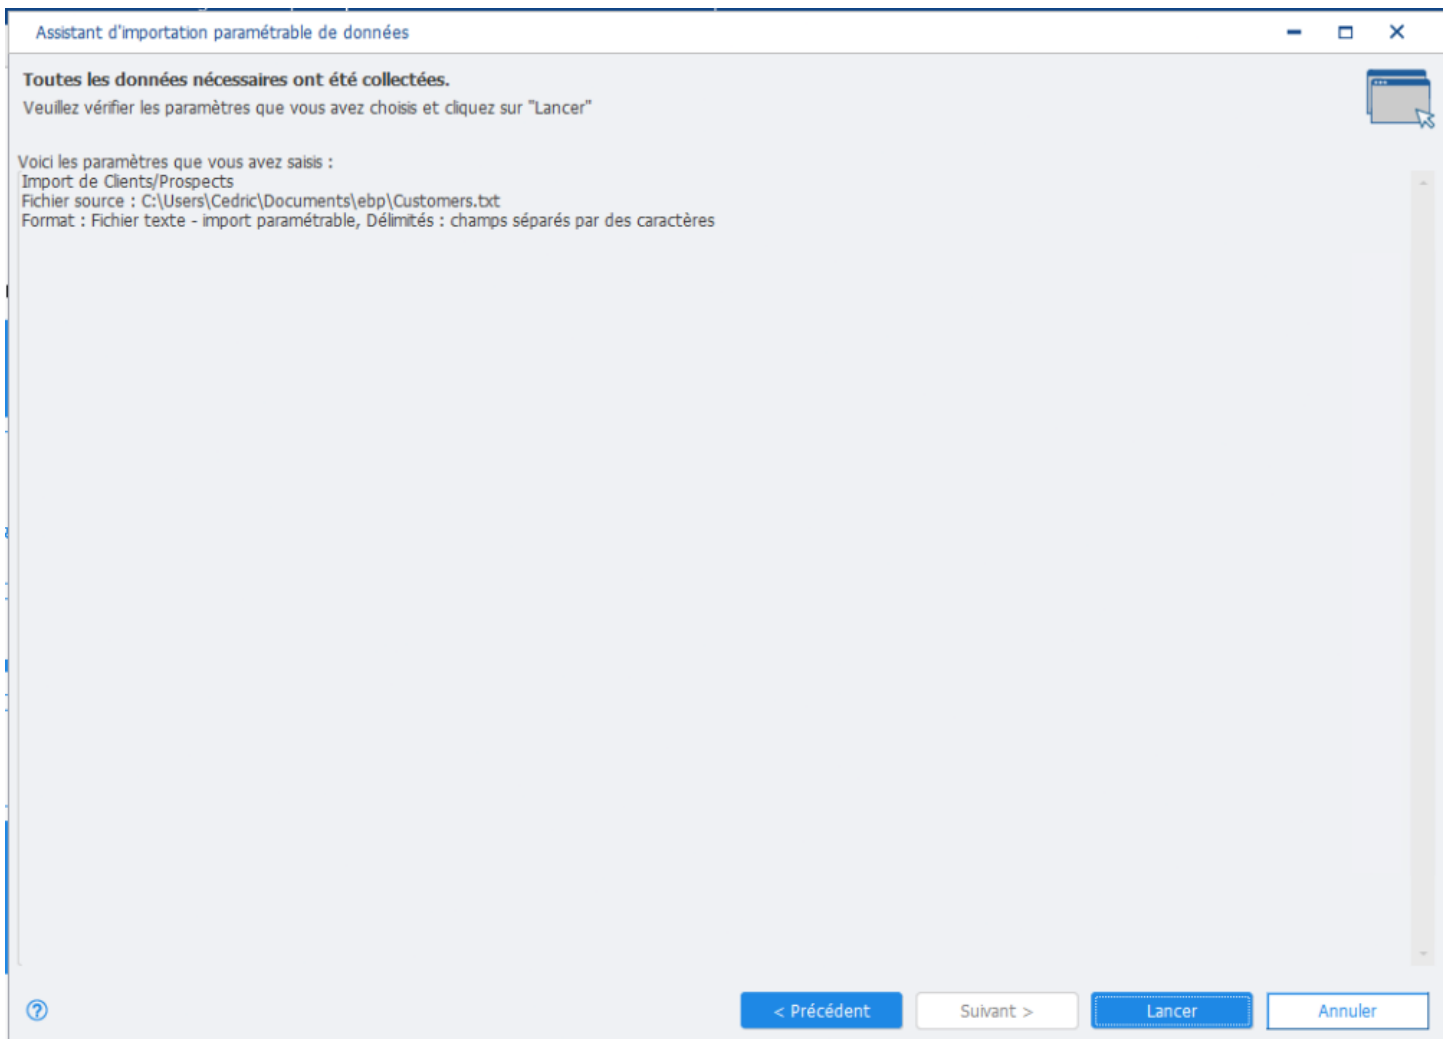 Assistant d'importation paramétrable de données
Toutes les données nécessaires ont été collectées.
Veuillez vérifier les paramètres que vous avez choisis et cliquez sur "Lancer"
Voici les paramètres que vous avez saisis :
Import de Clients/Prospects
Fichier source : C:\Users\Cedric\Documents\ebp\Customers.txt
Format : Fichier texte - import paramétrable, Délimités : champs séparés par des caractères
< Précédent
Suivant >
Lancer
Annuler